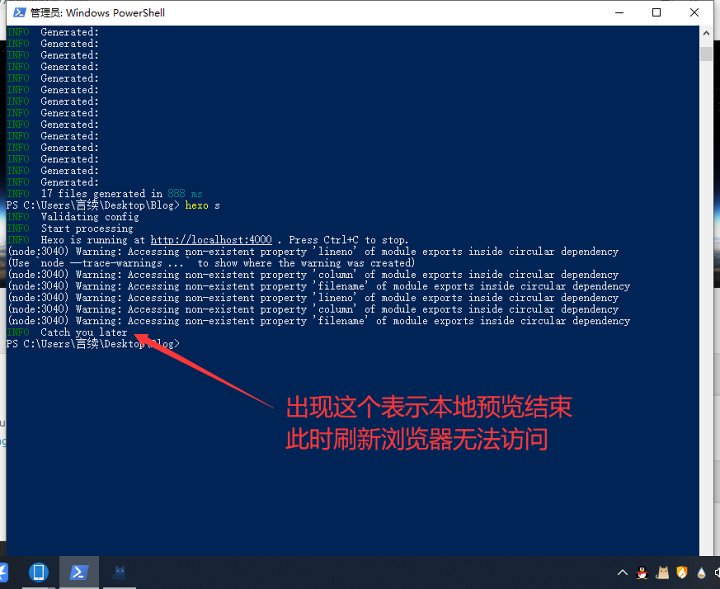 管理员: Windows PowerShell
INFO  Generated:
INFO  Generated:
INFO  Generated:
INFO  Generated:
INFO  Generated:
INFO  Generated:
INFO  Generated:
INFO  Generated:
INFO  Generated:
INFO  Generated:
INFO  Generated:
INFO  Generated:
INFO  Generated:
INFO  Generated:
INFO  17 files generated in 888 ms
PS C:\Users\言续\Desktop\Blog> hexo s
INFO  Validating config
INFO  Start processing
INFO  Hexo is running at http://localhost:4000 . Press Ctrl+C to stop.
(node:3040) Warning: Accessing non-existent property 'lineno' of module exports inside circular dependency
(Use `node --trace-warnings ...` to show where the warning was created)
(node:3040) Warning: Accessing non-existent property 'column' of module exports inside circular dependency
(node:3040) Warning: Accessing non-existent property 'filename' of module exports inside circular dependency
(node:3040) Warning: Accessing non-existent property 'lineno' of module exports inside circular dependency
(node:3040) Warning: Accessing non-existent property 'column' of module exports inside circular dependency
(node:3040) Warning: Accessing non-existent property 'filename' of module exports inside circular dependency
INFO  Catch you later
PS C:\Users\言续\Desktop\Blog>
出现这个表示本地预览结束
此时刷新浏览器无法访问